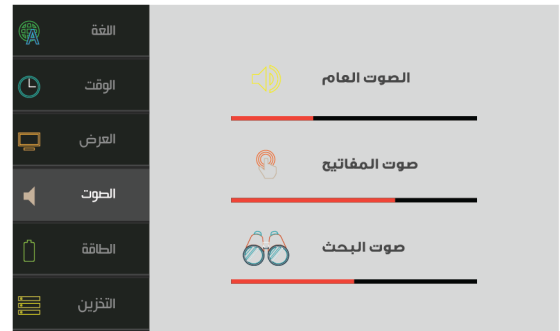 اللغة
الوقت
العرض
الصوت
الطاقة
التخزين
الصوت العام
صوت المفاتيح
صوت البحث